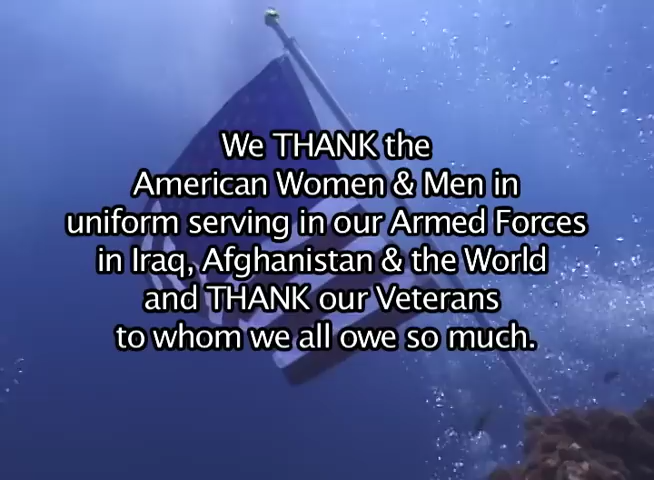 We THANK the
American Women & Men in
uniform serving in our Armed Forces
in Iraq, Afghanistan & the World
and THANK our Veterans
to whom we all owe so much.